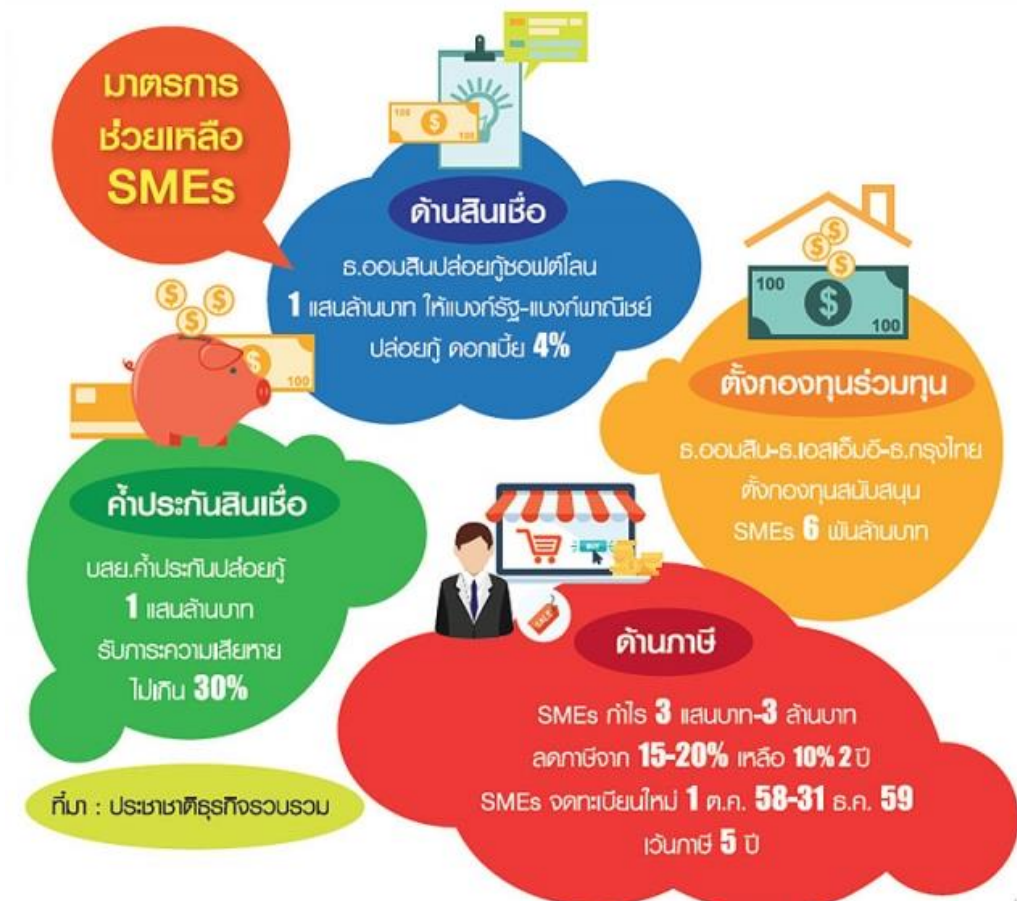 มาตรการ
ช่วยเหลือ
SMEs
100
$
100
ด้านสินเชื่อ
ธ.ออมสินปล่อยกู้ซอฟต์โลน
1 แสนล้านบาท ให้แบงก์รัฐ-แบงก์พาณิชย์
ปล่อยกู้ ดอกเบี้ย 4%
$
$
$
100
$
100
ตั้งกองทุนร่วมทุน
ธ.ออมสิน-ธ.เอสเอ็มอี-ธ.กรุงไทย
ตั้งกองทุนสนับสนุน
SMEs 6 พันล้านบาท
$
$
$
$
100
ค้ำประกันสินเชื่อ
บสย.ค้ำประกันปล่อยกู้
1 แสนล้านบาท
รับภาระความเสียหาย
ไม่เกิน 30%
BUY
SALE
ด้านภาษี
SMEs กำไร 3 แสนบาท-3 ล้านบาท
ลดภาษีจาก 15-20% เหลือ 10% 2 ปี
SMEs จดทะเบียนใหม่ 1 ต.ค. 58-31 ธ.ค. 59
เว้นภาษี 5 ปี
ที่มา : ประชาชาติธุรกิจรวบรวม